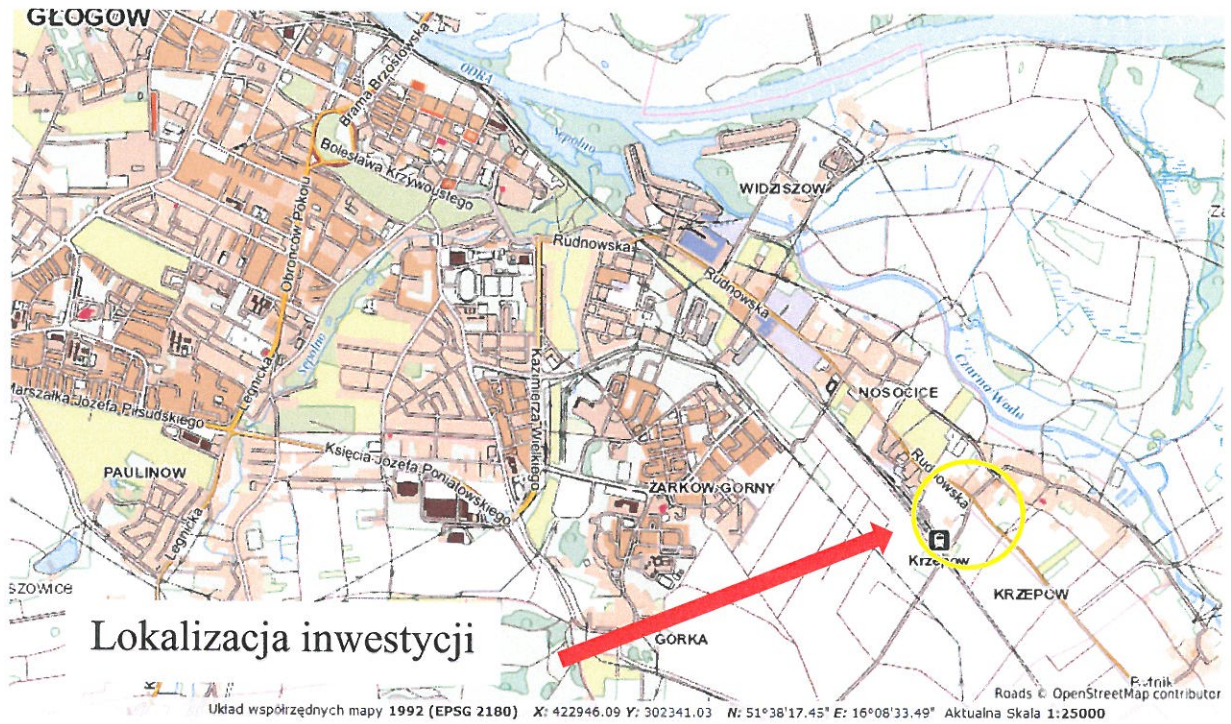 GŁOGÓW
Brama Brzostowska
ODRA
Sępolno
Bolesława Krzywoustego
WIDZISZÓW
Obrońców Pokoju
Rudnowska
Rudnowska
Sępolno
Kazimierza Wielkiego
Czarna Woda
NOSOCICE
Legnicka
Marszałka Józefa Piłsudskiego
Księcia Józefa Poniatowskiego
Rudnowska
PAULINÓW
ŻARKÓW GÓRNY
Legnicka
Krzepów
szowice
KRZEPÓW
Lokalizacja inwestycji
GÓRKA
Roads © OpenStreetMap contributor
Układ współrzędnych mapy 1992 (EPSG 2180) X: 422946.09 Y: 302341.03 N: 51°38'17.45" E: 16°08'33.49" Aktualna Skala 1:25000